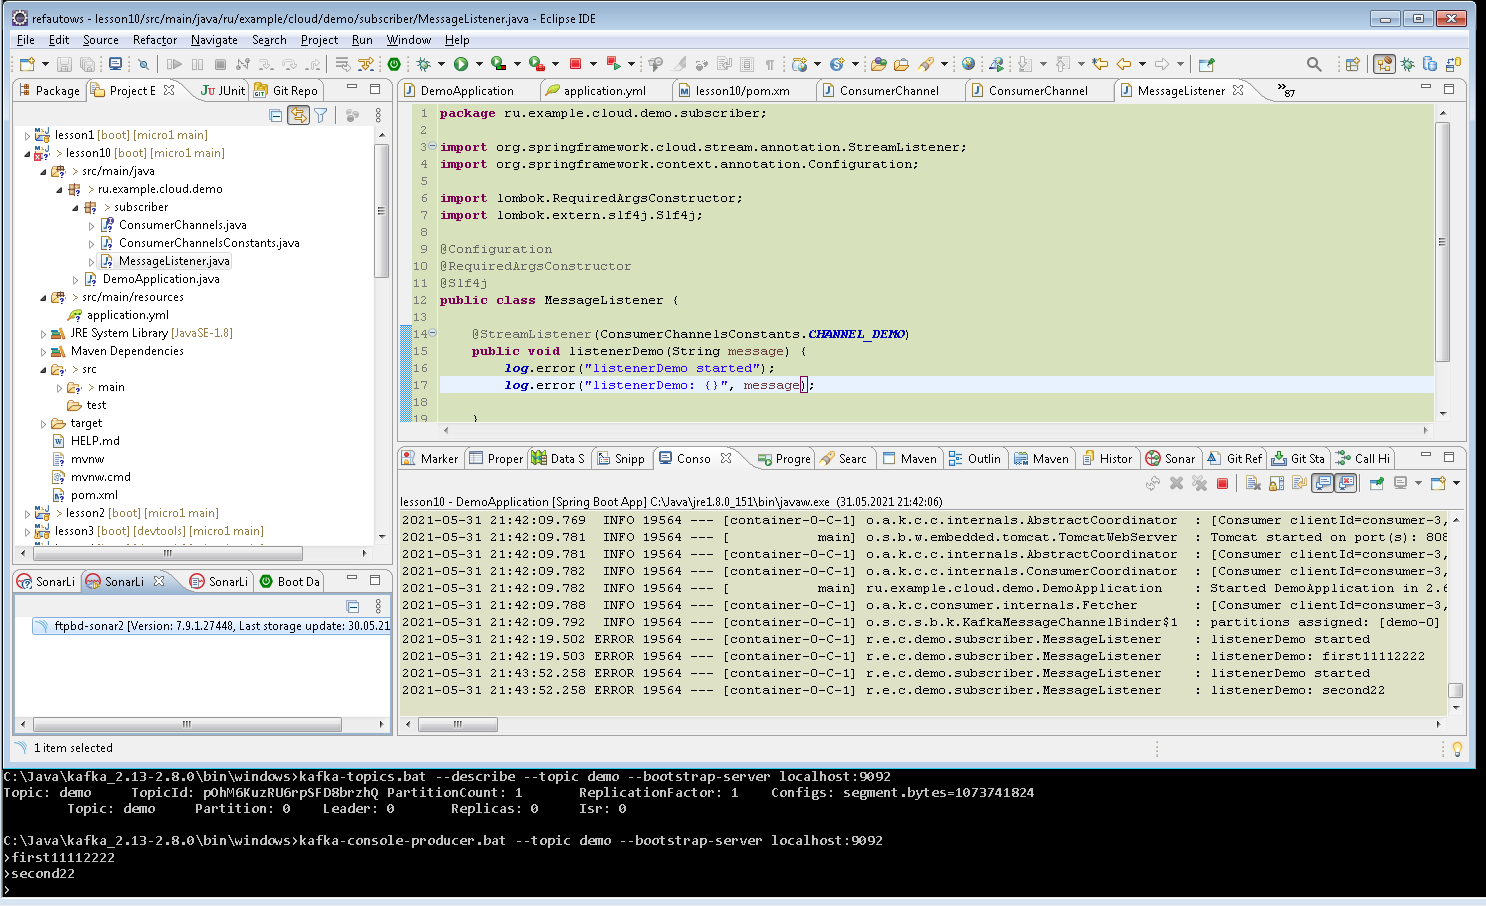 refautows - lesson10/src/main/java/ru/example/cloud/demo/subscriber/MessageListener.java - Eclipse IDE
File Edit Source Refactor Navigate Search Project Run Window Help
Package Project E JUnit Git Repo
lesson1 [boot] [micro1 main]
> lesson10 [boot] [micro1 main]
> src/main/java
> ru.example.cloud.demo
> subscriber
ConsumerChannels.java
ConsumerChannelsConstants.java
MessageListener.java
DemoApplication.java
> src/main/resources
application.yml
JRE System Library [JavaSE-1.8]
Maven Dependencies
> src
> main
test
target
HELP.md
mvnw
mvnw.cmd
pom.xml
> lesson2 [boot] [micro1 main]
lesson3 [boot] [devtools] [micro1 main]
SonarLi SonarLi SonarLi Boot Da
ftpbd-sonar2 [Version: 7.9.1.27448, Last storage update: 30.05.21
1 item selected
DemoApplication application.yml lesson10/pom.xm ConsumerChannel ConsumerChannel MessageListener »87
1 package ru.example.cloud.demo.subscriber;
2
3 import org.springframework.cloud.stream.annotation.StreamListener;
4 import org.springframework.context.annotation.Configuration;
5
6 import lombok.RequiredArgsConstructor;
7 import lombok.extern.slf4j.Slf4j;
8
9 @Configuration
10 @RequiredArgsConstructor
11 @Slf4j
12 public class MessageListener {
13
14 @StreamListener(ConsumerChannelsConstants.CHANNEL_DEMO)
15 public void listenerDemo(String message) {
16 log.error("listenerDemo started");
17 log.error("listenerDemo: {}", message);
18
19 }
Marker Proper Data S Snipp Conso Progre Searc Maven Outlin Maven Histor Sonar Git Ref Git Sta Call Hi
lesson10 - DemoApplication [Spring Boot App] C:\Java\jre1.8.0_151\bin\javaw.exe (31.05.2021 21:42:06)
2021-05-31 21:42:09.769 INFO 19564 --- [container-0-C-1] o.a.k.c.c.internals.AbstractCoordinator : [Consumer clientId=consumer-3,
2021-05-31 21:42:09.781 INFO 19564 --- [ main] o.s.b.w.embedded.tomcat.TomcatWebServer : Tomcat started on port(s): 808
2021-05-31 21:42:09.781 INFO 19564 --- [container-0-C-1] o.a.k.c.c.internals.AbstractCoordinator : [Consumer clientId=consumer-3,
2021-05-31 21:42:09.782 INFO 19564 --- [container-0-C-1] o.a.k.c.c.internals.ConsumerCoordinator : [Consumer clientId=consumer-3,
2021-05-31 21:42:09.782 INFO 19564 --- [ main] ru.example.cloud.demo.DemoApplication : Started DemoApplication in 2.6
2021-05-31 21:42:09.788 INFO 19564 --- [container-0-C-1] o.a.k.c.consumer.internals.Fetcher : [Consumer clientId=consumer-3,
2021-05-31 21:42:09.792 INFO 19564 --- [container-0-C-1] o.s.c.s.b.k.KafkaMessageChannelBinder$1 : partitions assigned: [demo-0]
2021-05-31 21:42:19.502 ERROR 19564 --- [container-0-C-1] r.e.c.demo.subscriber.MessageListener : listenerDemo started
2021-05-31 21:42:19.503 ERROR 19564 --- [container-0-C-1] r.e.c.demo.subscriber.MessageListener : listenerDemo: first11112222
2021-05-31 21:43:52.258 ERROR 19564 --- [container-0-C-1] r.e.c.demo.subscriber.MessageListener : listenerDemo started
2021-05-31 21:43:52.258 ERROR 19564 --- [container-0-C-1] r.e.c.demo.subscriber.MessageListener : listenerDemo: second22
C:\Java\kafka_2.13-2.8.0\bin\windows>kafka-topics.bat --describe --topic demo --bootstrap-server localhost:9092
Topic: demo TopicId: pOhM6KuzRU6rpSFD8brzhQ PartitionCount: 1 ReplicationFactor: 1 Configs: segment.bytes=1073741824
Topic: demo Partition: 0 Leader: 0 Replicas: 0 Isr: 0
C:\Java\kafka_2.13-2.8.0\bin\windows>kafka-console-producer.bat --topic demo --bootstrap-server localhost:9092
>first11112222
>second22
>